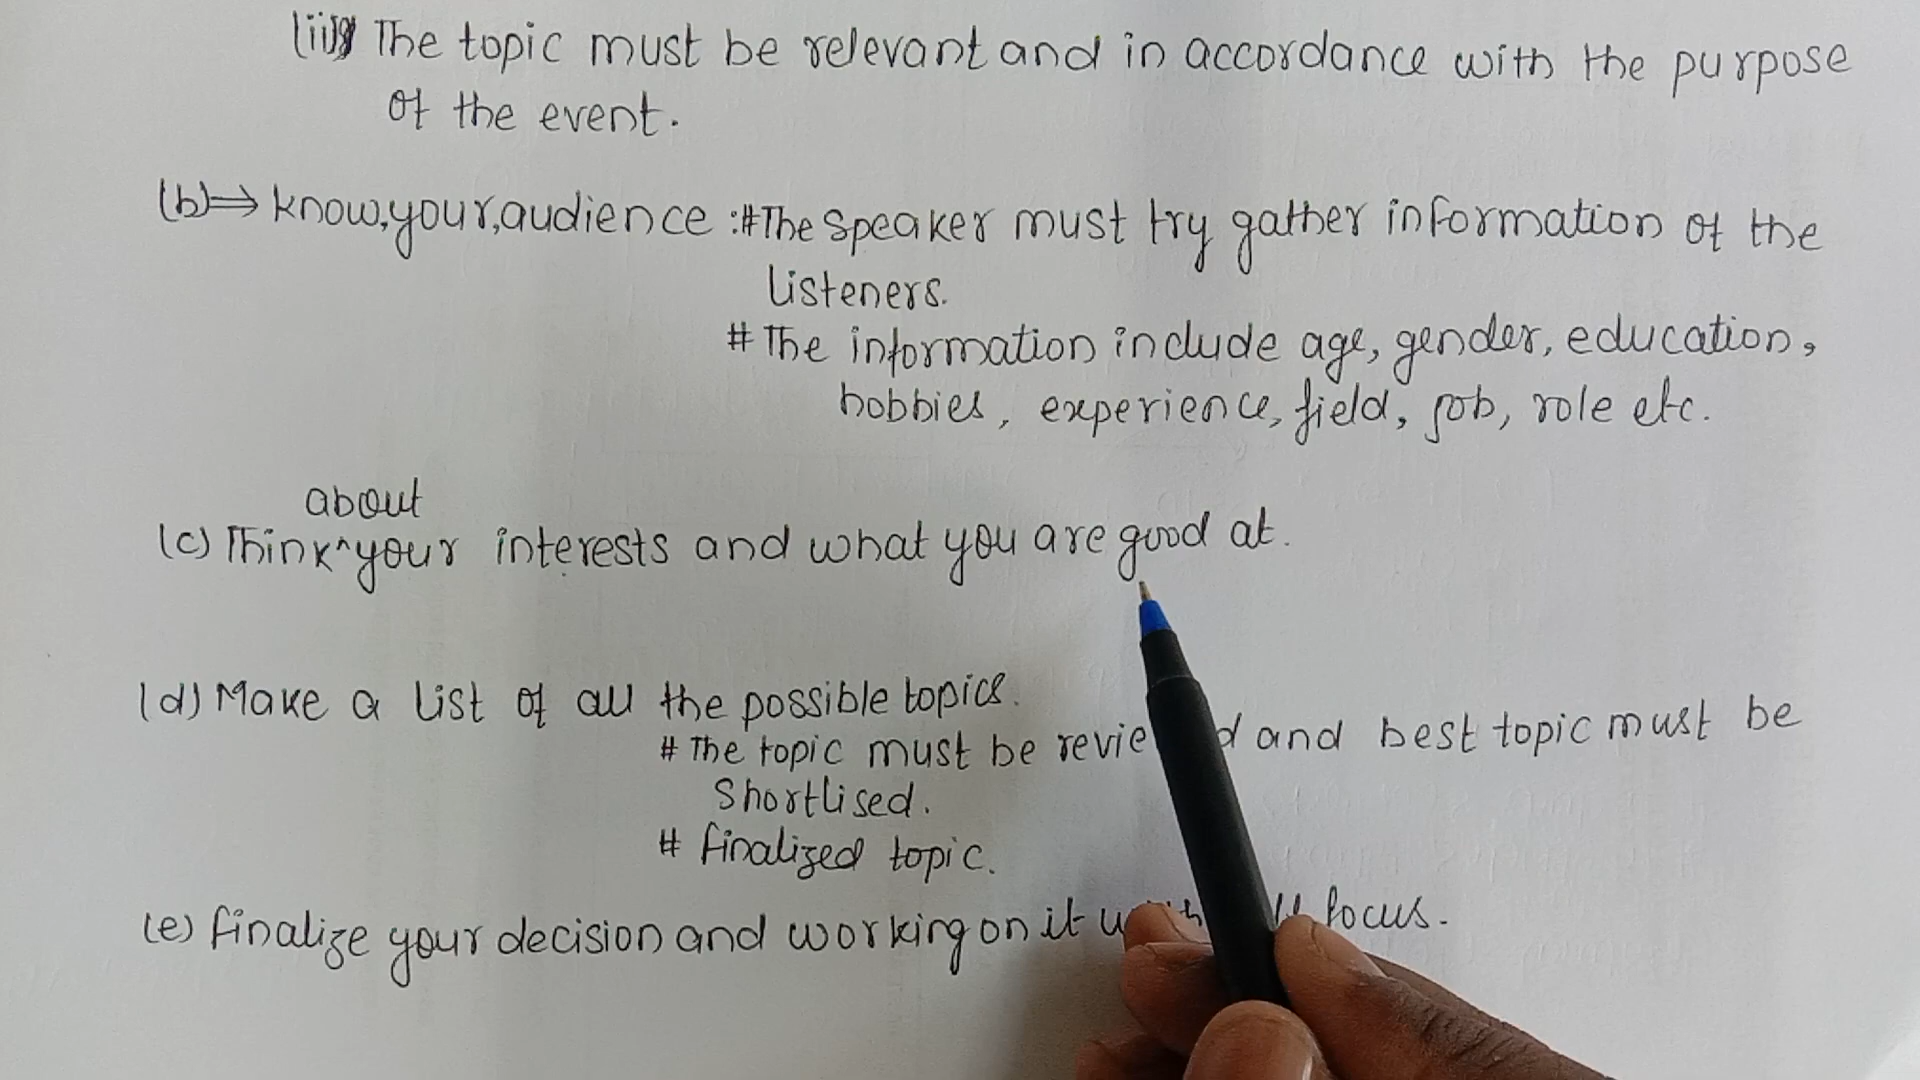 (iii) The topic must be relevant and in accordance with the purpose
of the event.
(b)⇒ know,your,audience :#The speaker must try gather information of the
listeners.
# The information include age, gender, education,
hobbies, experience, field, job, role etc.
about
(c) Think^your interests and what you are good at.
(d) Make a list of all the possible topics.
# The topic must be and best topic must be
Shortlised.
# finalized topic.
(e) finalize your decision and working on it focus.